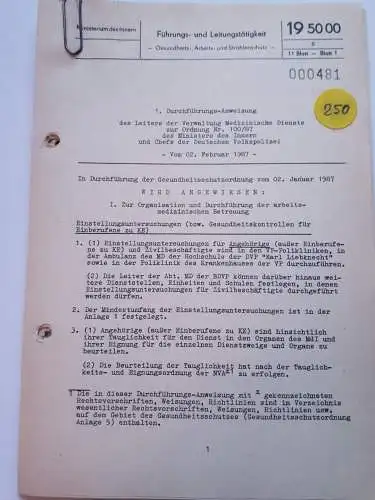 Ministerium des Innern
Führungs- und Leitungstätigkeit
– Gesundheits-, Arbeits- und Strahlenschutz –
19 50 00
11 Blatt – Blatt 1
000481
250
1. Durchführungs-Anweisung
des Leiters der Verwaltung Medizinische Dienste
zur Ordnung Nr. 100/87
des Ministers des Innern
und Chefs der Deutschen Volkspolizei
- Vom 02. Februar 1987 -
In Durchführung der Gesundheitsschutzordnung vom 02. Januar 1987
WIRD ANGEWIESEN:
I. Zur Organisation und Durchführung der arbeits-
medizinischen Betreuung
Einstellungsuntersuchungen (bzw. Gesundheitskontrollen für
Einberufene zu KE)
1. (1) Einstellungsuntersuchungen für Angehörige (außer Einberufe-
ne zu KE) und Zivilbeschäftigte sind in den VP-Polikliniken, in
der Ambulanz des MD der Hochschule der DVP "Karl Liebknecht"
sowie in der Poliklinik des Krankenhauses der VP durchzuführen.
(2) Die Leiter der Abt. MD der BDVP können darüber hinaus wei-
tere Dienststellen, Einheiten und Schulen festlegen, in denen
Einstellungsuntersuchungen für Zivilbeschäftigte durchgeführt
werden dürfen.
2. Der Mindestumfang der Einstellungsuntersuchungen ist in der
Anlage 1 festgelegt.
3. (1) Angehörige (außer Einberufene zu KE) sind hinsichtlich
ihrer Tauglichkeit für den Dienst in den Organen des MdI und
ihrer Eignung für die einzelnen Dienstzweige und Organe zu
beurteilen.
(2) Die Beurteilung der Tauglichkeit hat nach der Tauglich-
keits- und Eignungsordnung der NVA x1 zu erfolgen.
1 Die in dieser Durchführungs-Anweisung mit x gekennzeichneten
Rechtsvorschriften, Weisungen, Richtlinien sind im Verzeichnis
wesentlicher Rechtsvorschriften, Weisungen, Richtlinien usw.
auf dem Gebiet des Gesundheitsschutzes (Gesundheitsschutzordnung
Anlage 5) enthalten.
1